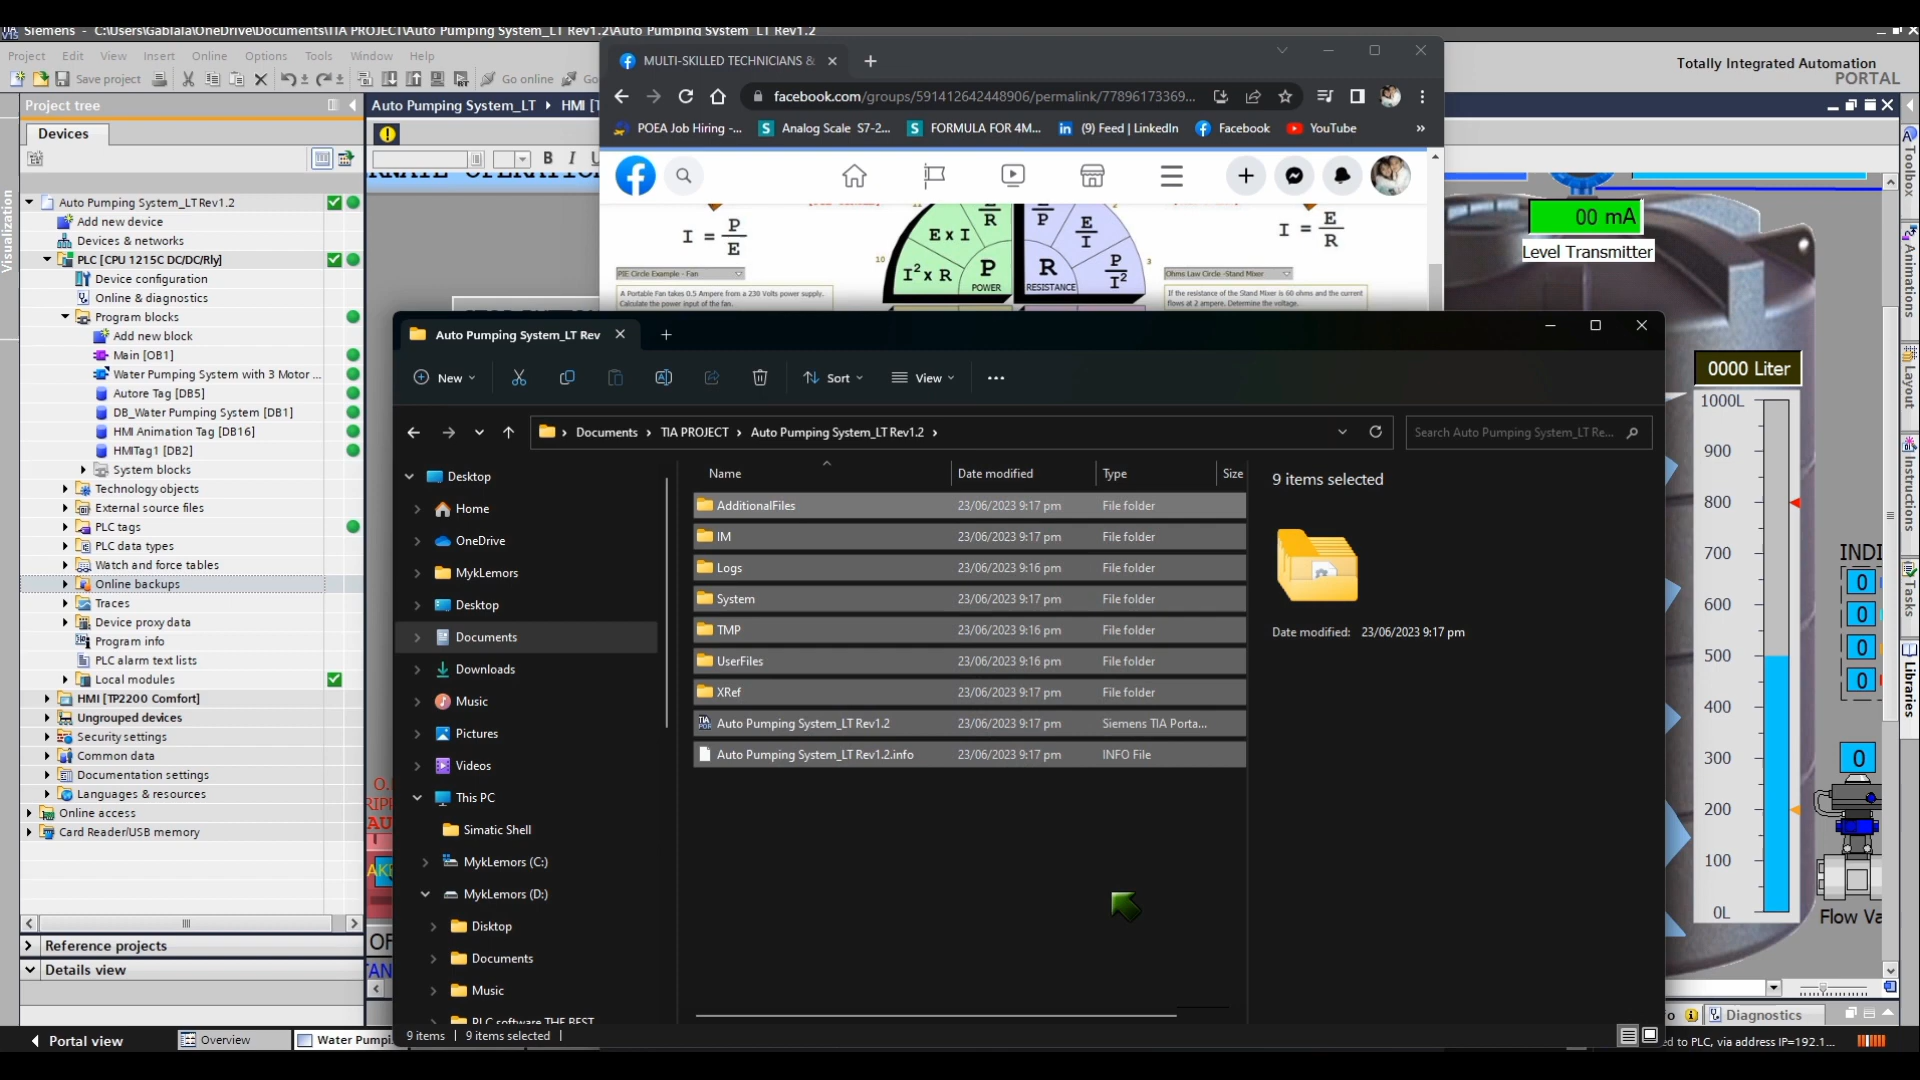 Siemens - C:\Users\Gabiala\OneDrive\Documents\TIA PROJECT\Auto Pumping System_LT Rev1.2\Auto Pumping System_LT Rev1.2
Project Edit View Insert Online Options Tools Window Help
Save project Go online Go
Totally Integrated Automation
PORTAL
Project tree
Auto Pumping System_LT HMI [T
Devices
Auto Pumping System_LT Rev1.2
Add new device
Devices & networks
PLC [CPU 1215C DC/DC/Rly]
Device configuration
Online & diagnostics
Program blocks
Add new block
Main [OB1]
Water Pumping System with 3 Motor ...
Autore Tag [DB5]
DB_Water Pumping System [DB1]
HMI Animation Tag [DB16]
HMITag1 [DB2]
System blocks
Technology objects
External source files
PLC tags
PLC data types
Watch and force tables
Online backups
Traces
Device proxy data
Program info
PLC alarm text lists
Local modules
HMI [TP2200 Comfort]
Ungrouped devices
Security settings
Common data
Documentation settings
Languages & resources
Online access
Card Reader/USB memory
Reference projects
Details view
Portal view
Overview
Water Pumpi
Visualization
B I U
MULTI-SKILLED TECHNICIANS &
facebook.com/groups/591412642448906/permalink/77896173369...
POEA Job Hiring -...
Analog Scale S7-2...
FORMULA FOR 4M...
(9) Feed | LinkedIn
Facebook
YouTube
I = P/E
E x I
I² x R
P
POWER
E/R
E/P
E/I
R
RESISTANCE
P/I²
I = E/R
10
3
PIE Circle Example - Fan
A Portable Fan takes 0.5 Ampere from a 230 Volts power supply.
Calculate the power input of the fan.
Ohms Law Circle -Stand Mixer
If the resistance of the Stand Mixer is 60 ohms and the current
flows at 2 ampere. Determine the voltage.
Auto Pumping System_LT Rev
New Sort View
Documents TIA PROJECT Auto Pumping System_LT Rev1.2
Search Auto Pumping System_LT Re...
Desktop
Home
OneDrive
MykLemors
Desktop
Documents
Downloads
Music
Pictures
Videos
This PC
Simatic Shell
MykLemors (C:)
MykLemors (D:)
Disktop
Documents
Music
PLC software THE BEST
Name Date modified Type Size
AdditionalFiles 23/06/2023 9:17 pm File folder
IM 23/06/2023 9:17 pm File folder
Logs 23/06/2023 9:16 pm File folder
System 23/06/2023 9:17 pm File folder
TMP 23/06/2023 9:16 pm File folder
UserFiles 23/06/2023 9:16 pm File folder
XRef 23/06/2023 9:17 pm File folder
Auto Pumping System_LT Rev1.2 23/06/2023 9:17 pm Siemens TIA Porta...
Auto Pumping System_LT Rev1.2.info 23/06/2023 9:17 pm INFO File
9 items selected
Date modified: 23/06/2023 9:17 pm
9 items 9 items selected
00 mA
Level Transmitter
0000 Liter
1000L
900
800
700
600
500
400
300
200
100
0L
INDI
0
0
0
0
0
Flow Va
Toolbox
Animations
Layout
Instructions
Tasks
Libraries
Diagnostics
ed to PLC, via address IP=192.1...